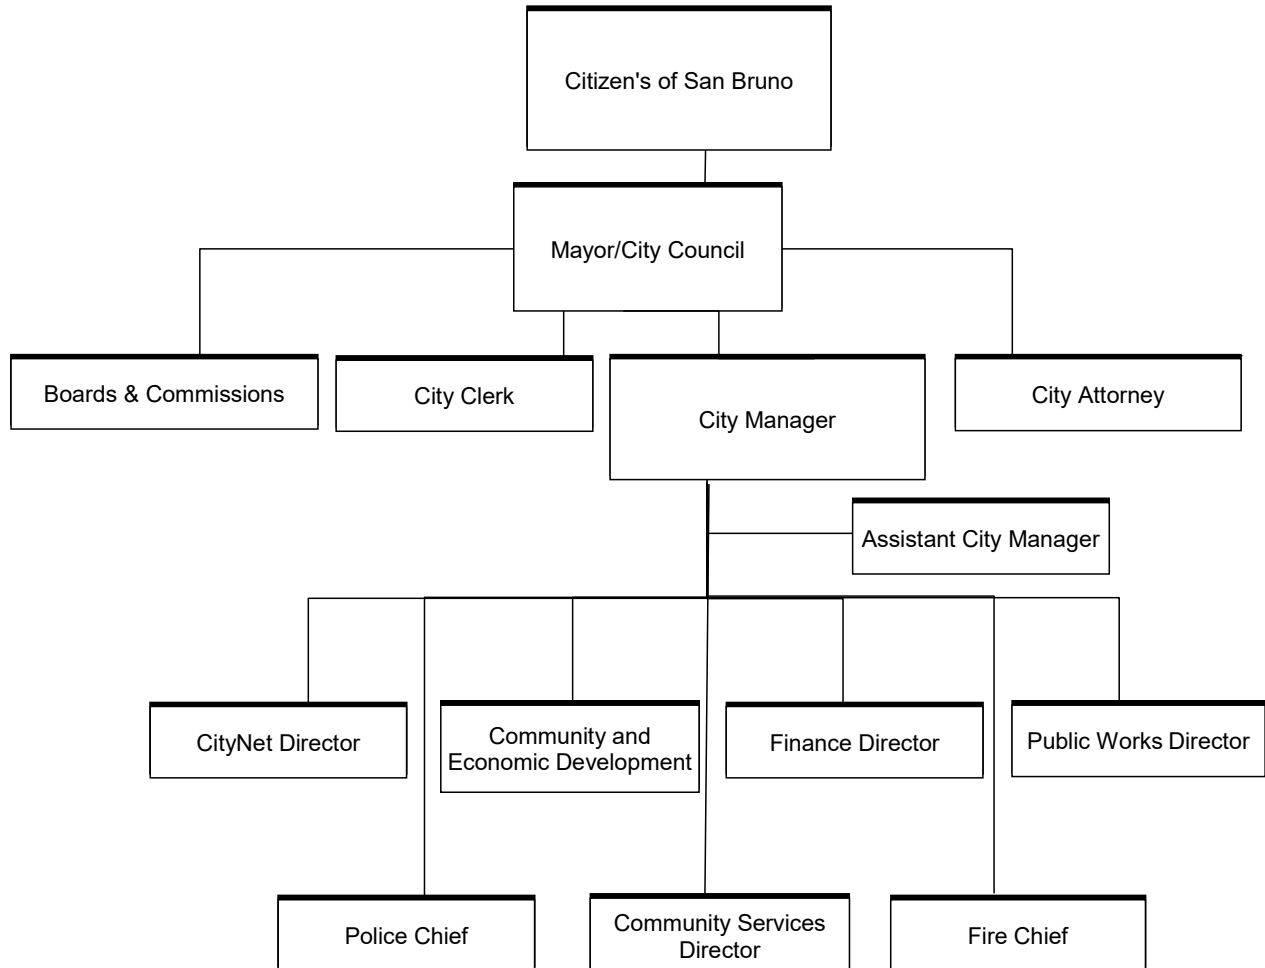 Citizen's of San Bruno
Mayor/City Council
Boards & Commissions
City Clerk
City Manager
City Attorney
Assistant City Manager
CityNet Director
Community and
Economic Development
Finance Director
Public Works Director
Police Chief
Community Services
Director
Fire Chief